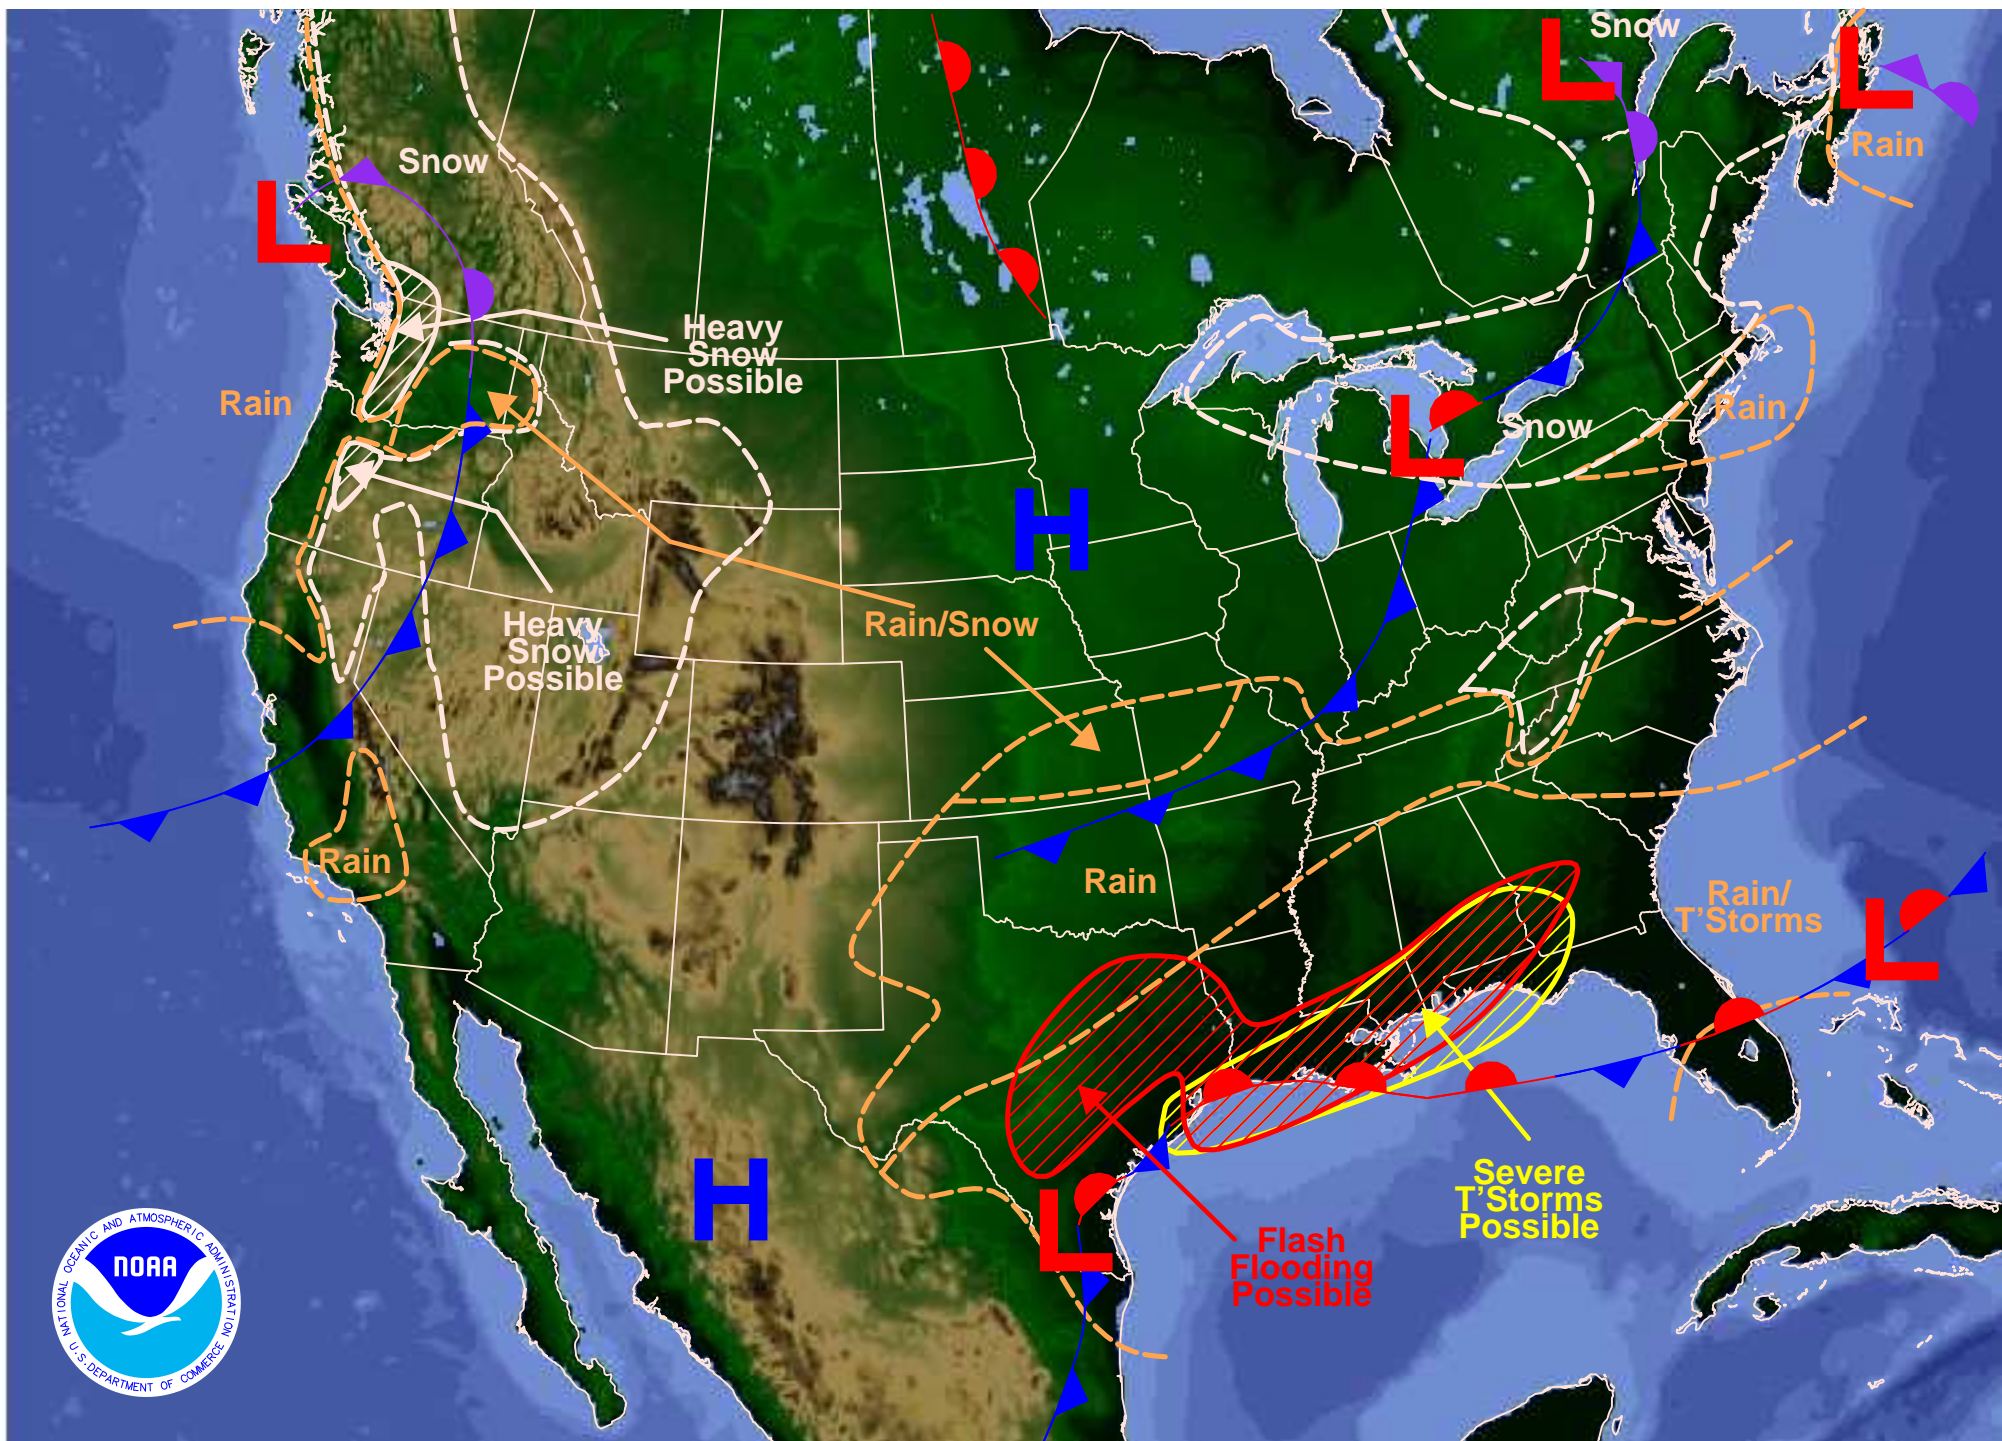 Snow
L
L
Rain
Snow
L
Heavy
Snow
Possible
Rain
Rain
L
Snow
H
Rain/Snow
Heavy
Snow
Possible
Rain
Rain
Rain/
T'Storms
L
H
L
Severe
T'Storms
Possible
Flash
Flooding
Possible
NATIONAL OCEANIC AND ATMOSPHERIC ADMINISTRATION
NOAA
U.S. DEPARTMENT OF COMMERCE